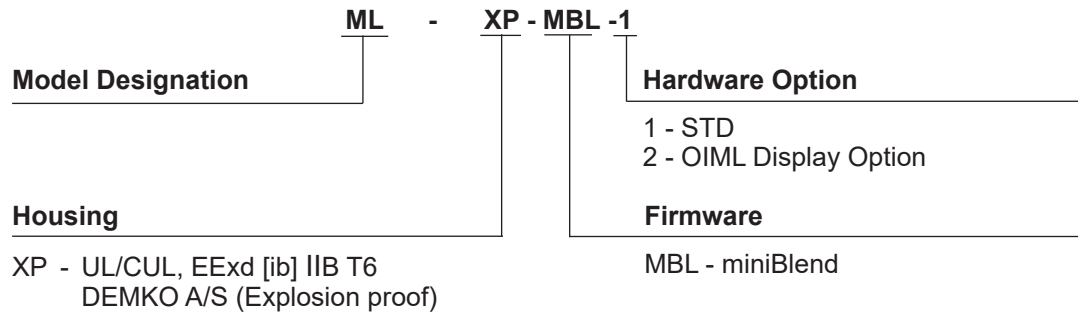 ML - XP - MBL -1
Model Designation
Hardware Option
1 - STD
2 - OIML Display Option
Housing
XP - UL/CUL, EExd [ib] IIB T6
DEMKO A/S (Explosion proof)
Firmware
MBL - miniBlend